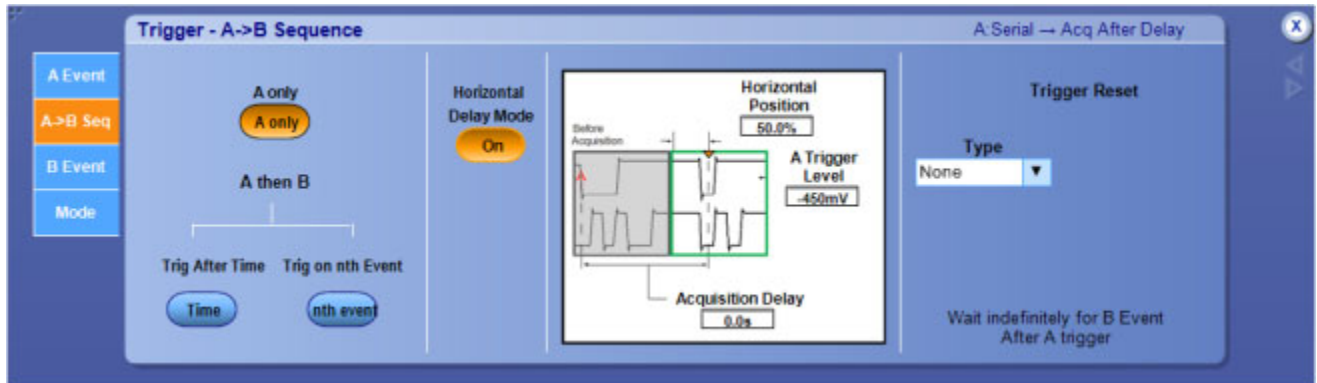 Trigger - A->B Sequence
A:Serial → Acq After Delay
X
A Event
A->B Seq
B Event
Mode
A only
A only
A then B
Trig After Time
Trig on nth Event
Time
nth event
Horizontal
Delay Mode
On
Before
Acquisition
Horizontal
Position
50.0%
A Trigger
Level
-450mV
A
Acquisition Delay
0.0s
Trigger Reset
Type
None
Wait indefinitely for B Event
After A trigger